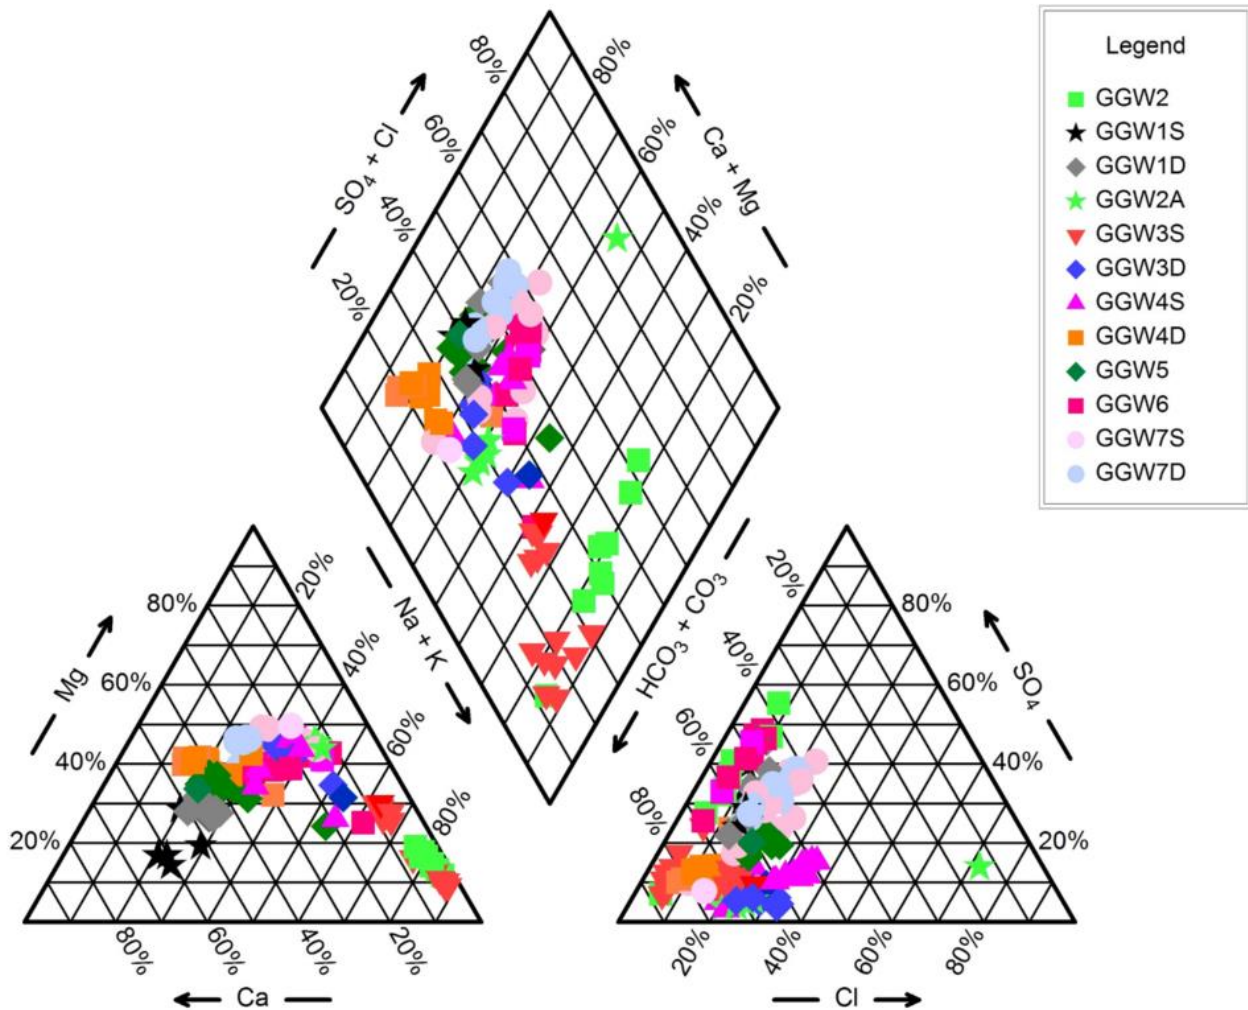 80%
80%
SO4 + Cl
Ca + Mg
60%
60%
40%
40%
20%
20%
Legend
GGW2
GGW1S
GGW1D
GGW2A
GGW3S
GGW3D
GGW4S
GGW4D
GGW5
GGW6
GGW7S
GGW7D
Mg
80%
60%
40%
20%
20%
40%
60%
80%
Na + K
HCO3 + CO3
20%
40%
60%
80%
80%
60%
40%
20%
SO4
80%
60%
40%
20%
Ca
20%
40%
60%
80%
Cl